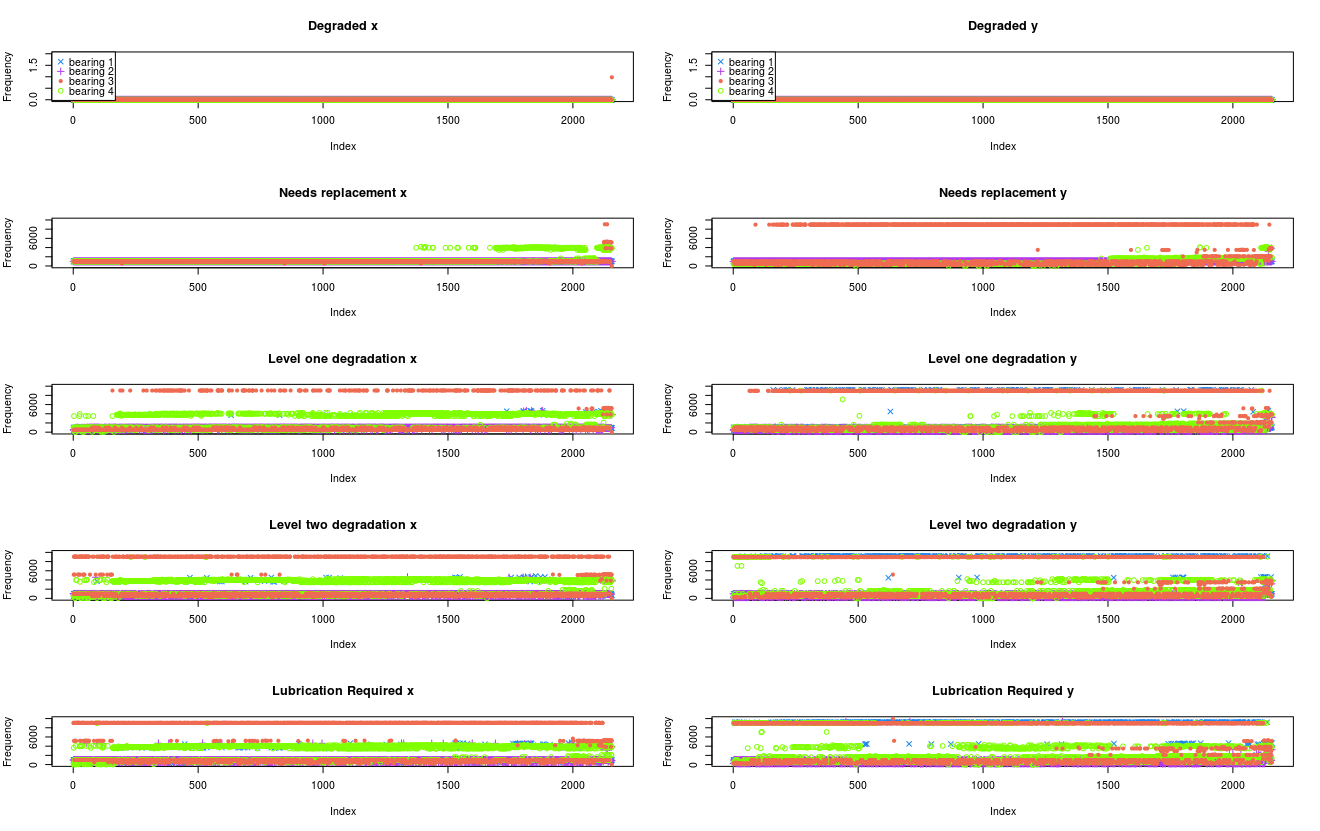 Degraded x
Frequency
0.0 1.5
bearing 1
bearing 2
bearing 3
bearing 4
0 500 1000 1500 2000
Index
Degraded y
Frequency
0.0 1.5
bearing 1
bearing 2
bearing 3
bearing 4
0 500 1000 1500 2000
Index
Needs replacement x
Frequency
0 6000
0 500 1000 1500 2000
Index
Needs replacement y
Frequency
0 6000
0 500 1000 1500 2000
Index
Level one degradation x
Frequency
0 6000
0 500 1000 1500 2000
Index
Level one degradation y
Frequency
0 6000
0 500 1000 1500 2000
Index
Level two degradation x
Frequency
0 6000
0 500 1000 1500 2000
Index
Level two degradation y
Frequency
0 6000
0 500 1000 1500 2000
Index
Lubrication Required x
Frequency
0 6000
0 500 1000 1500 2000
Index
Lubrication Required y
Frequency
0 6000
0 500 1000 1500 2000
Index